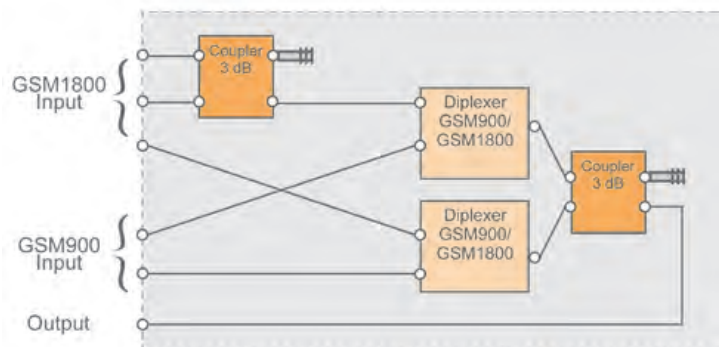 Coupler
3 dB
GSM1800
Input
Diplexer
GSM900/
GSM1800
Coupler
3 dB
Diplexer
GSM900/
GSM1800
GSM900
Input
Output